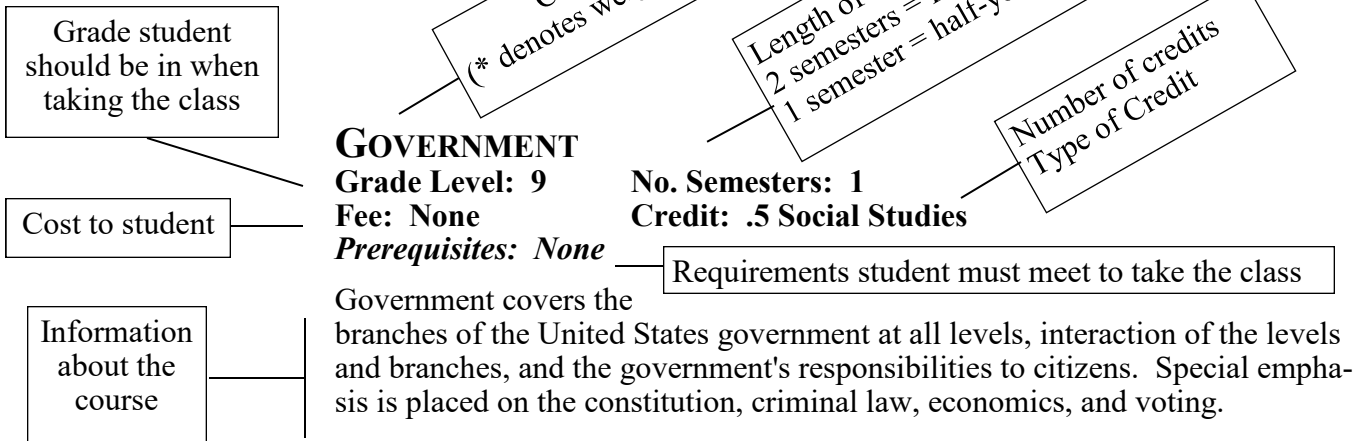 (* denotes we
Length of
2 semesters =
1 semester = half-ye
Number of credits
Type of Credit
Grade student
should be in when
taking the class
GOVERNMENT
Grade Level: 9 No. Semesters: 1
Cost to student
Fee: None Credit: .5 Social Studies
Prerequisites: None
Requirements student must meet to take the class
Information
about the
course
Government covers the
branches of the United States government at all levels, interaction of the levels
and branches, and the government's responsibilities to citizens. Special empha-
sis is placed on the constitution, criminal law, economics, and voting.